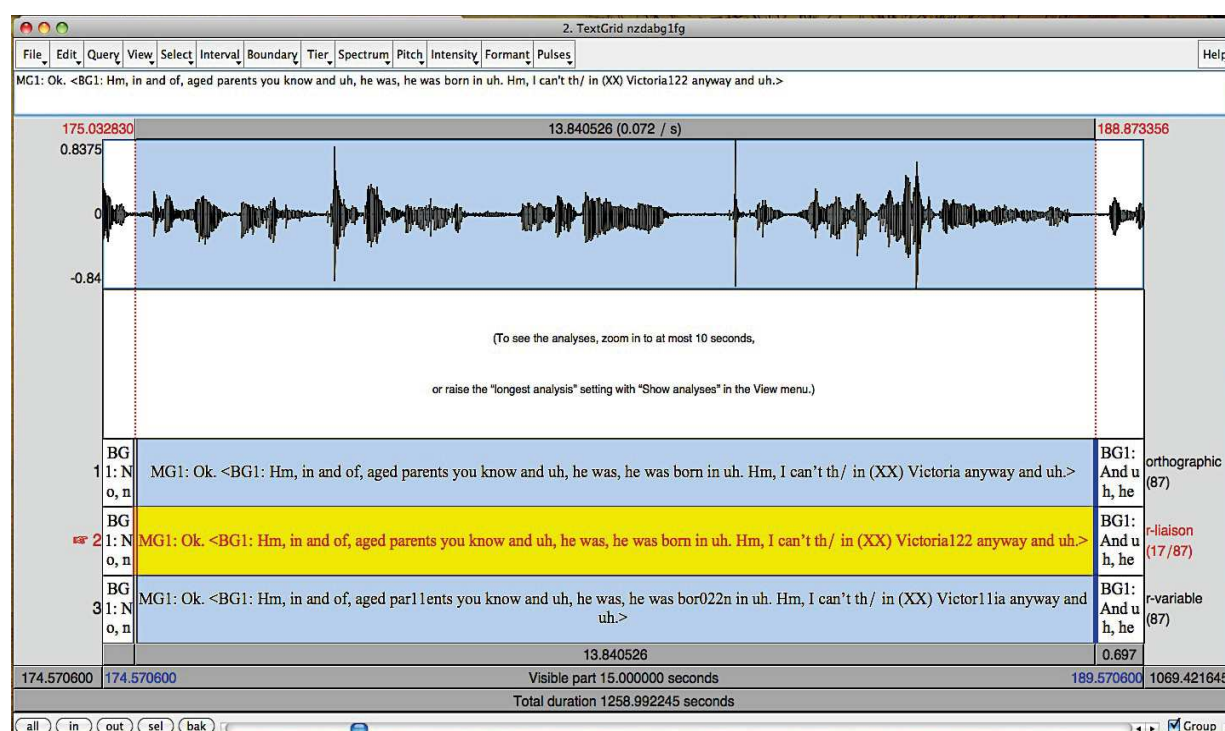 2. TextGrid nzdabg1fg
File Edit Query View Select Interval Boundary Tier Spectrum Pitch Intensity Formant Pulses Help
MG1: Ok. <BG1: Hm, in and of, aged parents you know and uh, he was, he was born in uh. Hm, I can't th/ in (XX) Victoria122 anyway and uh.>
175.032830 13.840526 (0.072 / s) 188.873356
0.8375
0
-0.84
(To see the analyses, zoom in to at most 10 seconds,
or raise the "longest analysis" setting with "Show analyses" in the View menu.)
1
BG
1: N
o, n
MG1: Ok. <BG1: Hm, in and of, aged parents you know and uh, he was, he was born in uh. Hm, I can't th/ in (XX) Victoria anyway and uh.>
BG1:
And u
h, he
orthographic
(87)
2
BG
1: N
o, n
MG1: Ok. <BG1: Hm, in and of, aged parents you know and uh, he was, he was born in uh. Hm, I can't th/ in (XX) Victoria122 anyway and uh.>
BG1:
And u
h, he
r-liaison
(17/87)
3
BG
1: N
o, n
MG1: Ok. <BG1: Hm, in and of, aged par11ents you know and uh, he was, he was bor022n in uh. Hm, I can't th/ in (XX) Victor11ia anyway and
uh.>
BG1:
And u
h, he
r-variable
(87)
13.840526 0.697
174.570600 174.570600 Visible part 15.000000 seconds 189.570600 1069.421645
Total duration 1258.992245 seconds
all in out sel bak Group